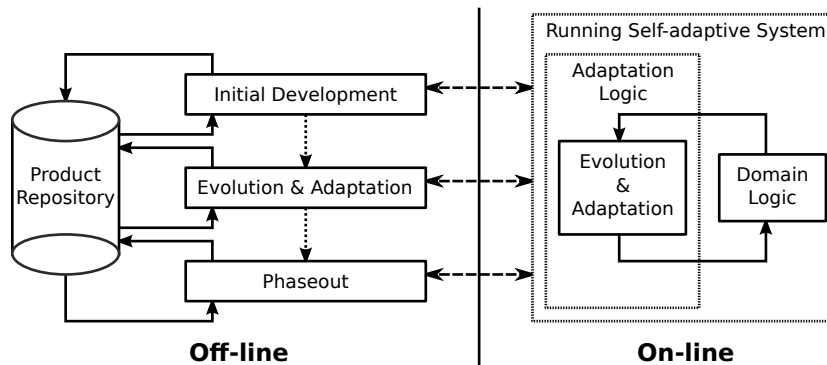 Running Self-adaptive System
Initial Development
Adaptation
Logic
Product
Repository
Evolution & Adaptation
Evolution
&
Adaptation
Domain
Logic
Phaseout
Off-line
On-line